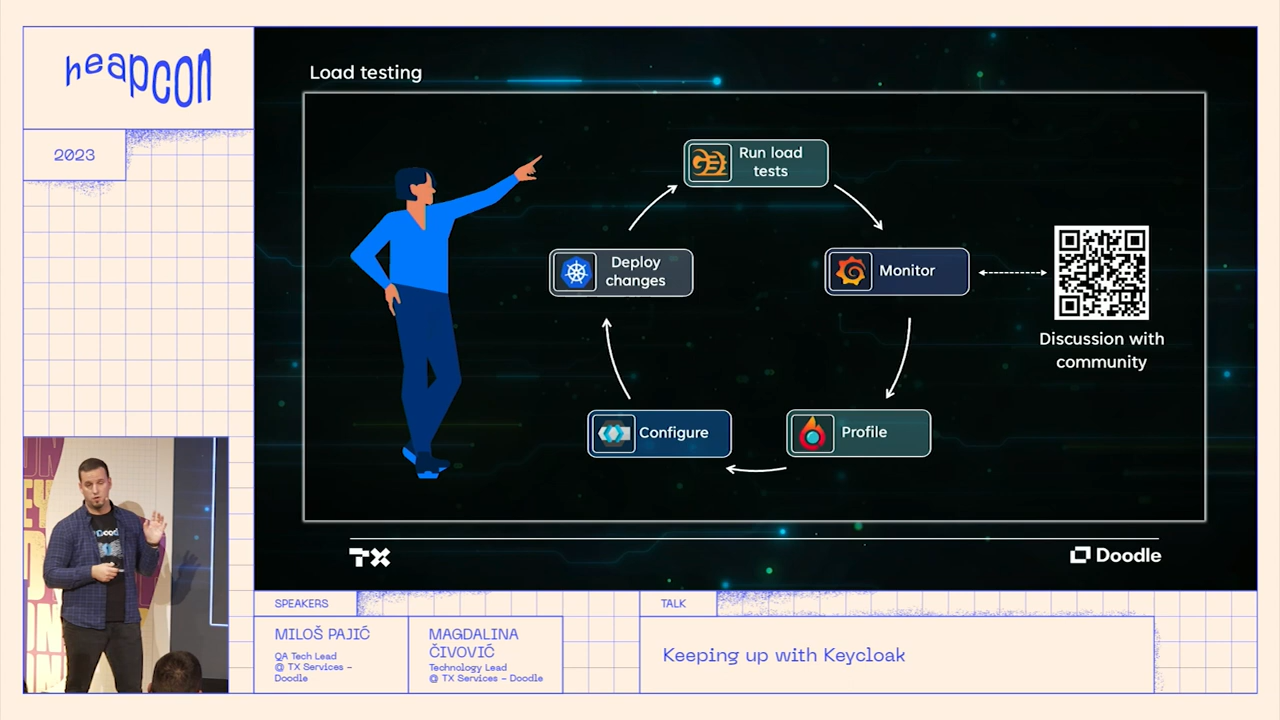 heapcon
2023
Load testing
Run load
tests
Deploy
changes
Monitor
Discussion with
community
Configure
Profile
TX
Doodle
SPEAKERS
MILOŠ PAJIĆ
QA Tech Lead
@ TX Services –
Doodle
MAGDALINA
ČIVOVIČ
Technology Lead
@ TX Services – Doodle
TALK
Keeping up with Keycloak